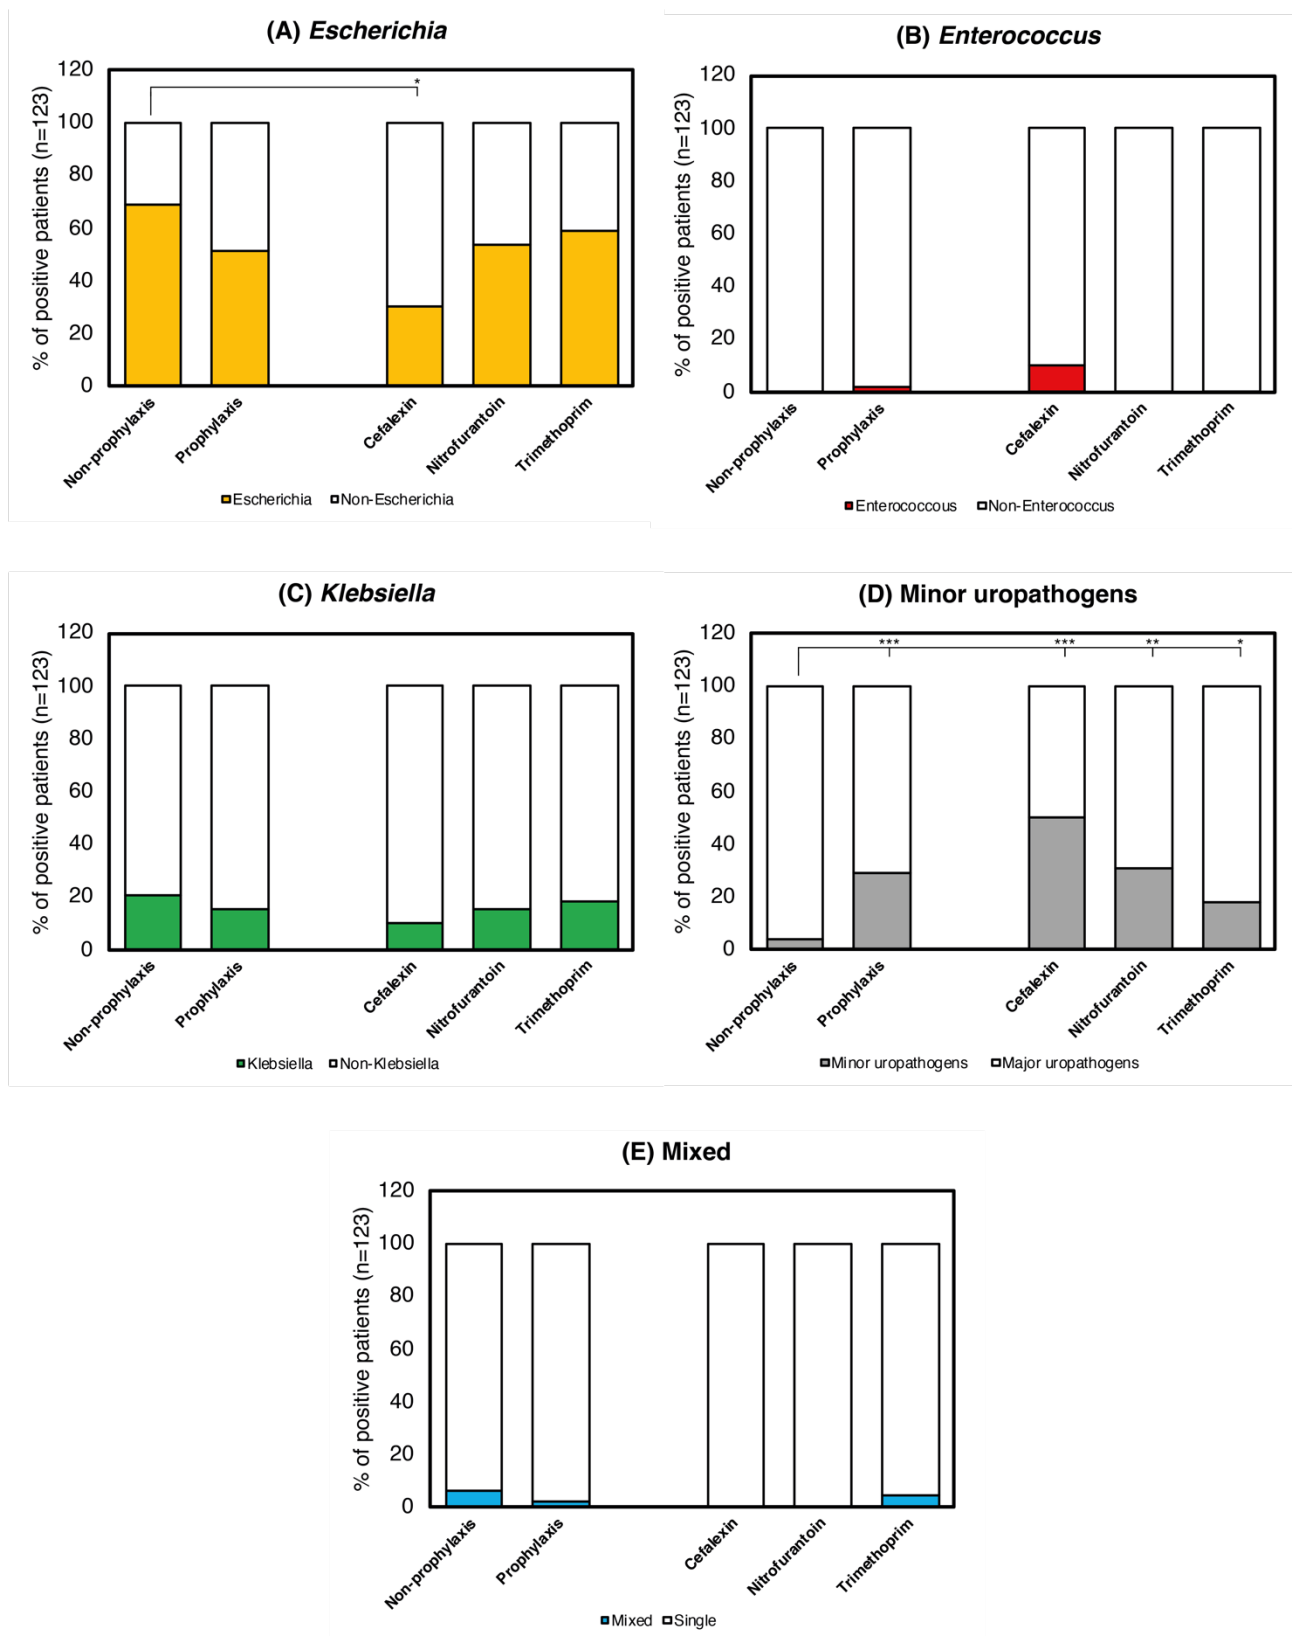 (A) Escherichia
% of positive patients (n=123)
120
100
80
60
40
20
0
*
Non-prophylaxis
Prophylaxis
Cefalexin
Nitrofurantoin
Trimethoprim
Escherichia Non-Escherichia
(B) Enterococcus
% of positive patients (n=123)
120
100
80
60
40
20
0
Non-prophylaxis
Prophylaxis
Cefalexin
Nitrofurantoin
Trimethoprim
Enterococcous Non-Enterococcus
(C) Klebsiella
% of positive patients (n=123)
120
100
80
60
40
20
0
Non-prophylaxis
Prophylaxis
Cefalexin
Nitrofurantoin
Trimethoprim
Klebsiella Non-Klebsiella
(D) Minor uropathogens
% of positive patients (n=123)
120
100
80
60
40
20
0
*** *** ** *
Non-prophylaxis
Prophylaxis
Cefalexin
Nitrofurantoin
Trimethoprim
Minor uropathogens Major uropathogens
(E) Mixed
% of positive patients (n=123)
120
100
80
60
40
20
0
Non-prophylaxis
Prophylaxis
Cefalexin
Nitrofurantoin
Trimethoprim
Mixed Single